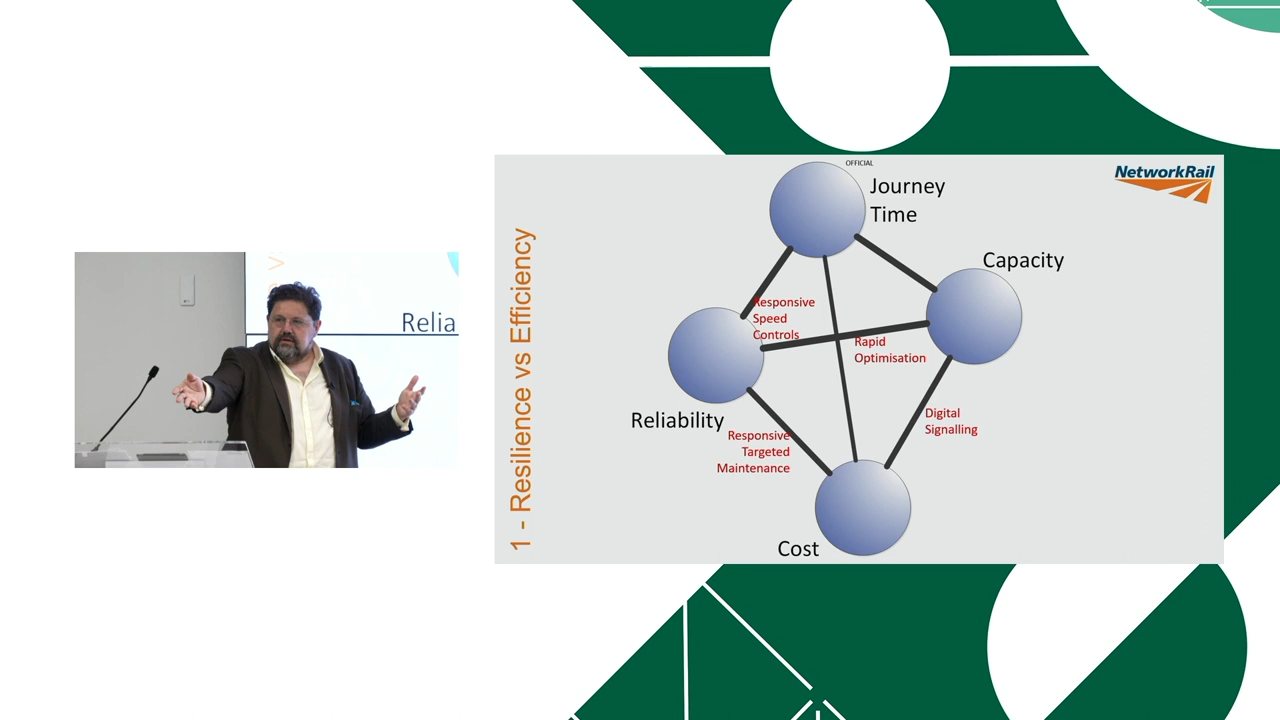 Relia
OFFICIAL
NetworkRail
1 - Resilience vs Efficiency
Journey
Time
Capacity
Responsive
Speed
Controls
Rapid
Optimisation
Reliability
Digital
Signalling
Responsive
Targeted
Maintenance
Cost